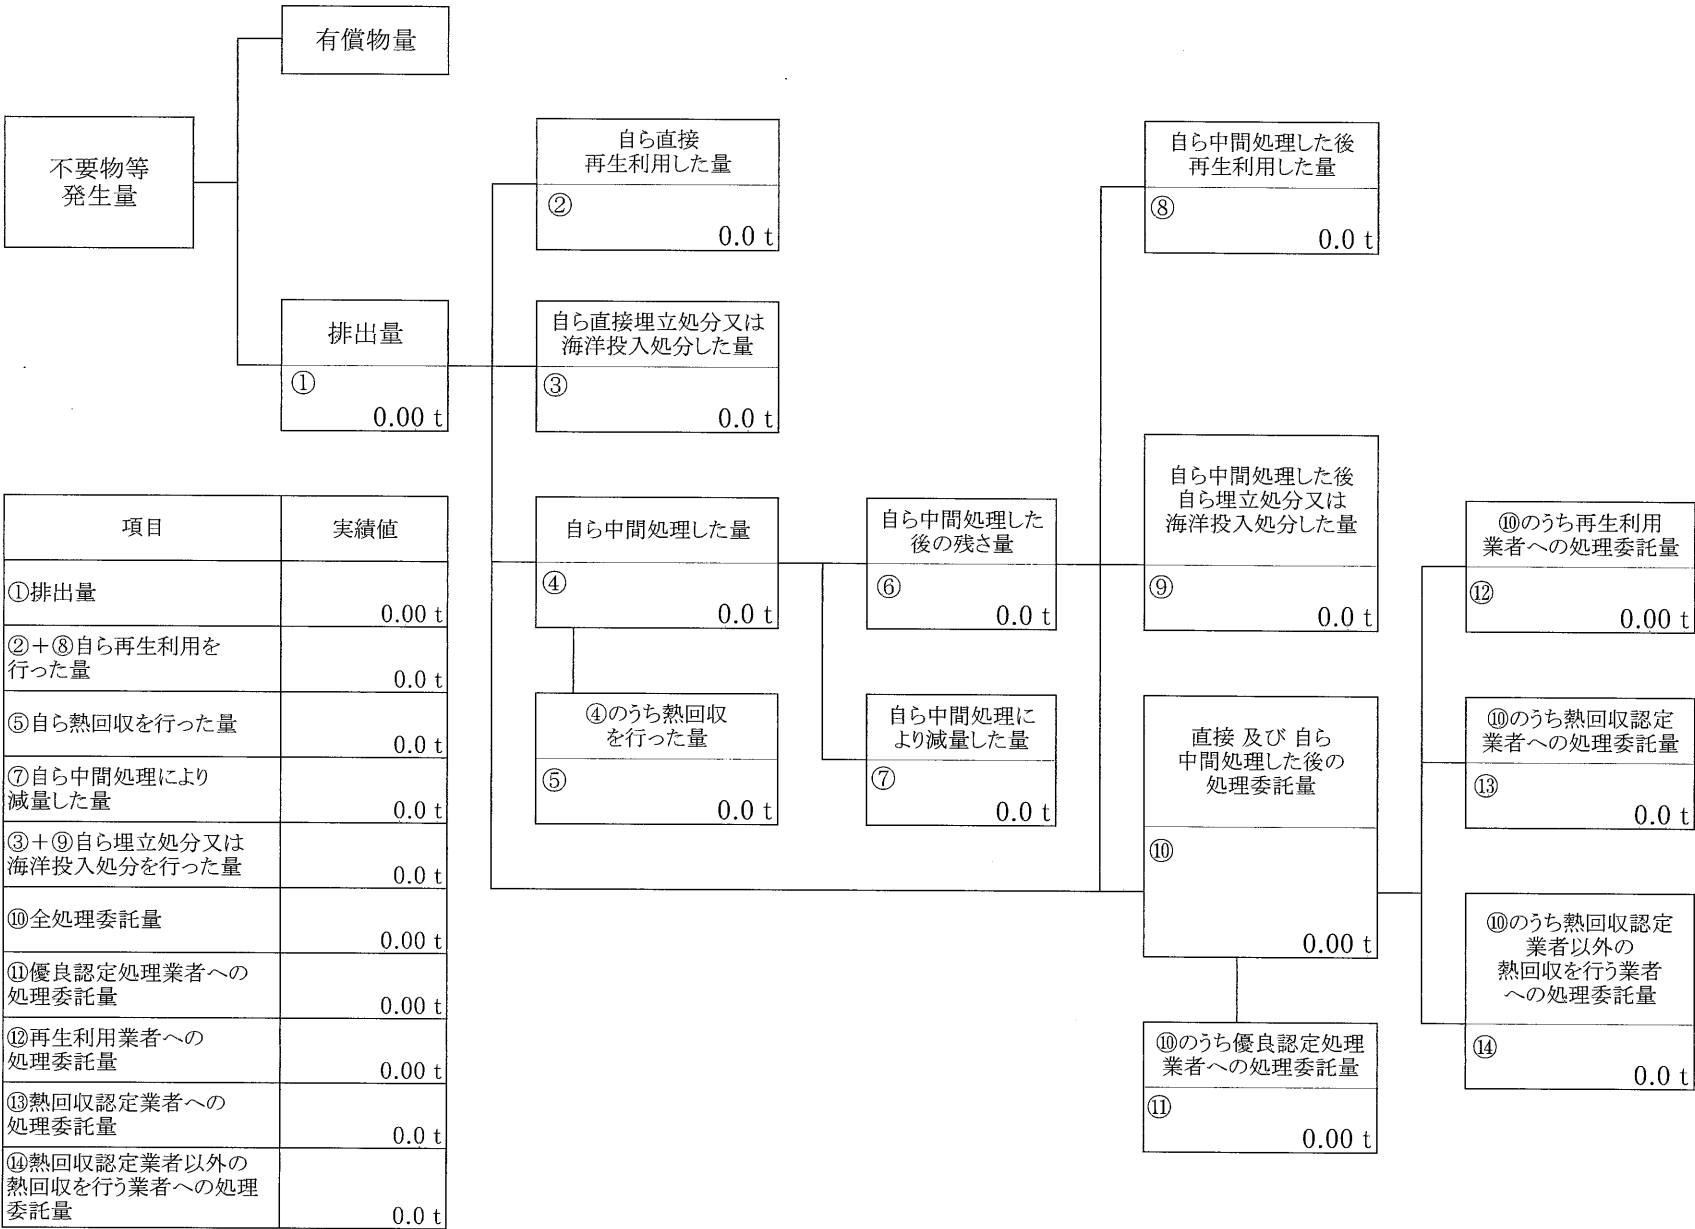 有償物量
不要物等
発生量
排出量
①
0.00 t
自ら直接
再生利用した量
②
0.0 t
自ら直接埋立処分又は
海洋投入処分した量
③
0.0 t
自ら中間処理した量
④
0.0 t
④のうち熱回収
を行った量
⑤
0.0 t
自ら中間処理した
後の残さ量
⑥
0.0 t
自ら中間処理に
より減量した量
⑦
0.0 t
自ら中間処理した後
再生利用した量
⑧
0.0 t
自ら中間処理した後
自ら埋立処分又は
海洋投入処分した量
⑨
0.0 t
直接 及び 自ら
中間処理した後の
処理委託量
⑩
0.00 t
⑩のうち優良認定処理
業者への処理委託量
⑪
0.00 t
⑩のうち再生利用
業者への処理委託量
⑫
0.00 t
⑩のうち熱回収認定
業者への処理委託量
⑬
0.0 t
⑩のうち熱回収認定
業者以外の
熱回収を行う業者
への処理委託量
⑭
0.0 t
項目 実績値
①排出量
0.00 t
②+⑧自ら再生利用を
行った量
0.0 t
⑤自ら熱回収を行った量
0.0 t
⑦自ら中間処理により
減量した量
0.0 t
③+⑨自ら埋立処分又は
海洋投入処分を行った量
0.0 t
⑩全処理委託量
0.00 t
⑪優良認定処理業者への
処理委託量
0.00 t
⑫再生利用業者への
処理委託量
0.00 t
⑬熱回収認定業者への
処理委託量
0.0 t
⑭熱回収認定業者以外の
熱回収を行う業者への処理
委託量
0.0 t